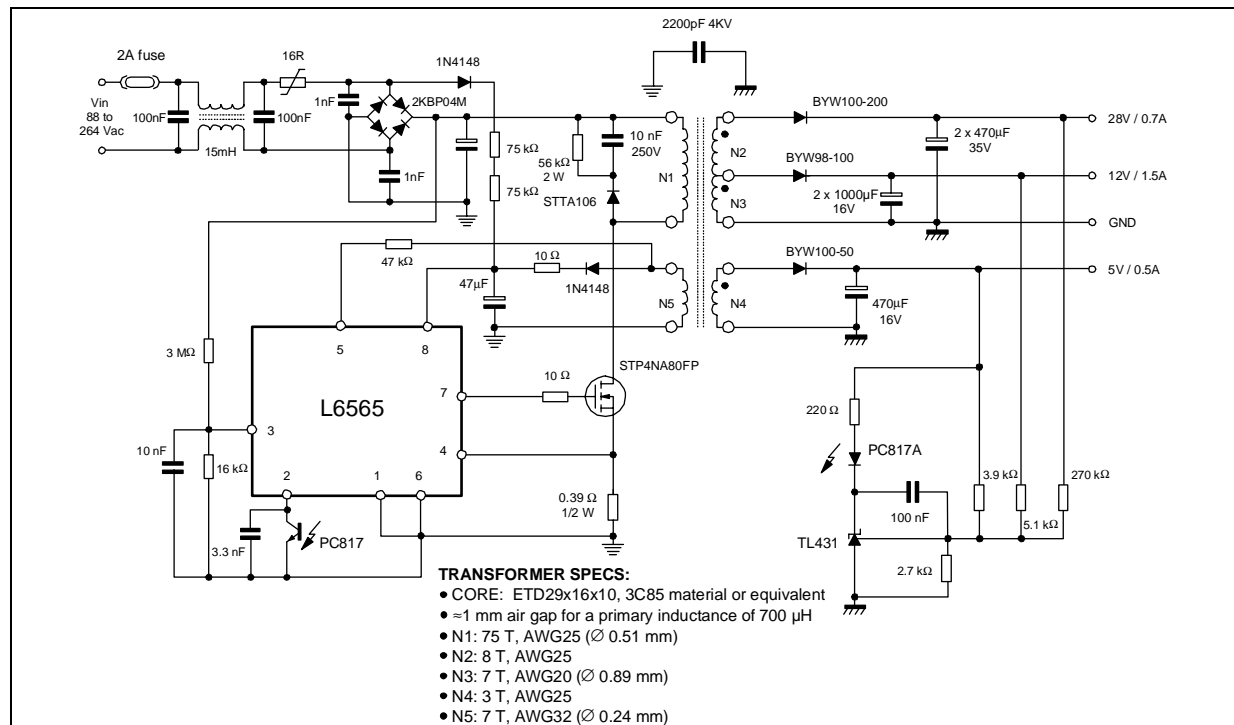 2200pF 4KV
2A fuse
16R
1N4148
Vin
88 to
264 Vac
100nF
15mH
100nF
1nF
2KBP04M
1nF
75 kΩ
75 kΩ
56 kΩ
2 W
10 nF
250V
STTA106
N1
N2
N3
BYW100-200
BYW98-100
2 x 470µF
35V
2 x 1000µF
16V
28V / 0.7A
12V / 1.5A
GND
47 kΩ
10 Ω
1N4148
47µF
N5
N4
BYW100-50
470µF
16V
5V / 0.5A
3 MΩ
5
8
L6565
7
3
4
2
1
6
10 Ω
STP4NA80FP
10 nF
16 kΩ
3.3 nF
PC817
0.39 Ω
1/2 W
220 Ω
PC817A
100 nF
TL431
2.7 kΩ
3.9 kΩ
5.1 kΩ
270 kΩ
TRANSFORMER SPECS:
• CORE: ETD29x16x10, 3C85 material or equivalent
• ≈1 mm air gap for a primary inductance of 700 µH
• N1: 75 T, AWG25 (∅ 0.51 mm)
• N2: 8 T, AWG25
• N3: 7 T, AWG20 (∅ 0.89 mm)
• N4: 3 T, AWG25
• N5: 7 T, AWG32 (∅ 0.24 mm)